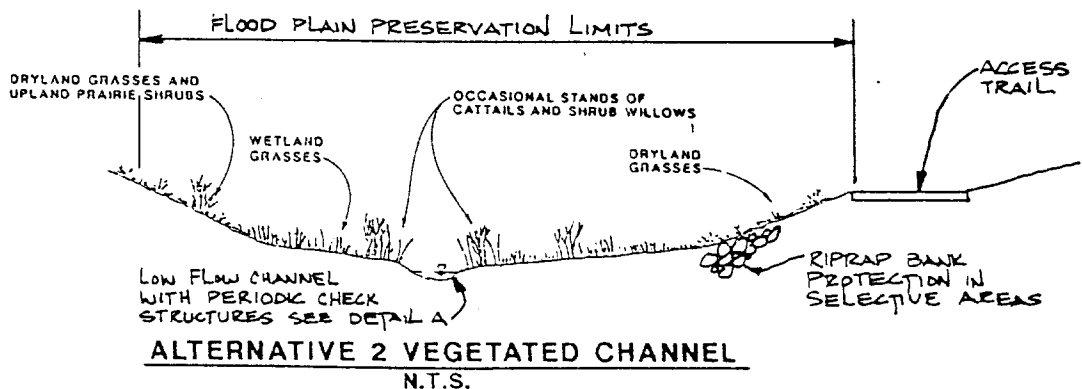 FLOOD PLAIN PRESERVATION LIMITS
DRYLAND GRASSES AND
UPLAND PRAIRIE SHRUBS
WETLAND
GRASSES
OCCASIONAL STANDS OF
CATTAILS AND SHRUB WILLOWS
DRYLAND
GRASSES
ACCESS
TRAIL
LOW FLOW CHANNEL
WITH PERIODIC CHECK
STRUCTURES SEE DETAIL A
RIPRAP BANK
PROTECTION IN
SELECTIVE AREAS
ALTERNATIVE 2 VEGETATED CHANNEL
N.T.S.